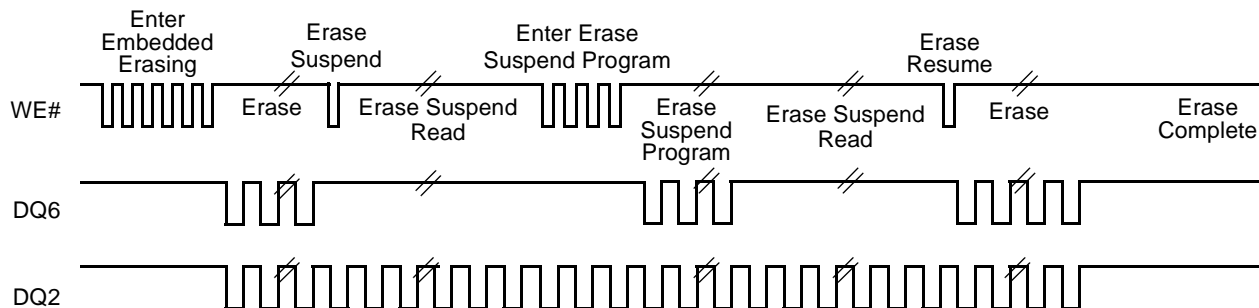 Enter
Embedded
Erasing
Erase
Suspend
Enter Erase
Suspend Program
Erase
Resume
WE#
Erase
Erase Suspend
Read
Erase
Suspend
Program
Erase Suspend
Read
Erase
Erase
Complete
DQ6
DQ2